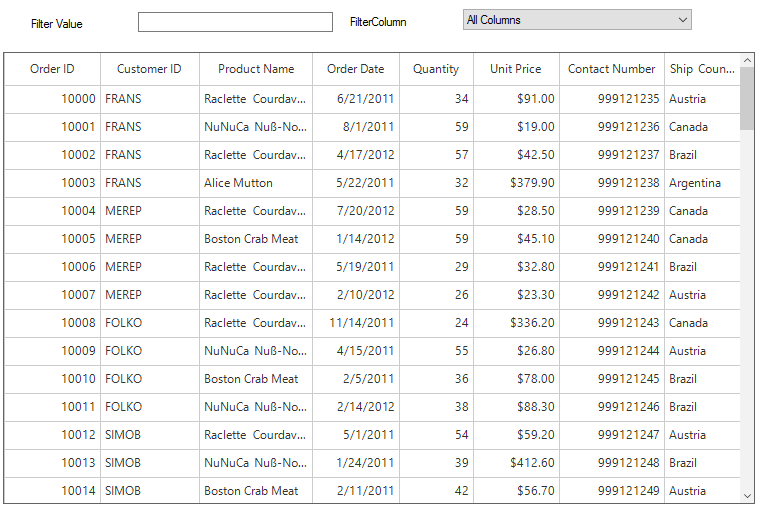 Filter Value FilterColumn All Columns
Order ID Customer ID Product Name Order Date Quantity Unit Price Contact Number Ship Coun...
10000 FRANS Raclette Courdav... 6/21/2011 34 $91.00 999121235 Austria
10001 FRANS NuNuCa Nuß-No... 8/1/2011 59 $19.00 999121236 Canada
10002 FRANS Raclette Courdav... 4/17/2012 57 $42.50 999121237 Brazil
10003 FRANS Alice Mutton 5/22/2011 32 $379.90 999121238 Argentina
10004 MEREP Raclette Courdav... 7/20/2012 59 $28.50 999121239 Canada
10005 MEREP Boston Crab Meat 1/14/2012 59 $45.10 999121240 Canada
10006 MEREP Raclette Courdav... 5/19/2011 29 $32.80 999121241 Brazil
10007 MEREP Raclette Courdav... 2/10/2012 26 $23.30 999121242 Austria
10008 FOLKO Raclette Courdav... 11/14/2011 24 $336.20 999121243 Canada
10009 FOLKO NuNuCa Nuß-No... 4/15/2011 55 $26.80 999121244 Austria
10010 FOLKO Boston Crab Meat 2/5/2011 36 $78.00 999121245 Brazil
10011 FOLKO NuNuCa Nuß-No... 2/14/2012 38 $88.30 999121246 Brazil
10012 SIMOB Raclette Courdav... 5/1/2011 54 $59.20 999121247 Austria
10013 SIMOB NuNuCa Nuß-No... 1/24/2011 39 $412.60 999121248 Brazil
10014 SIMOB Boston Crab Meat 2/11/2011 42 $56.70 999121249 Austria